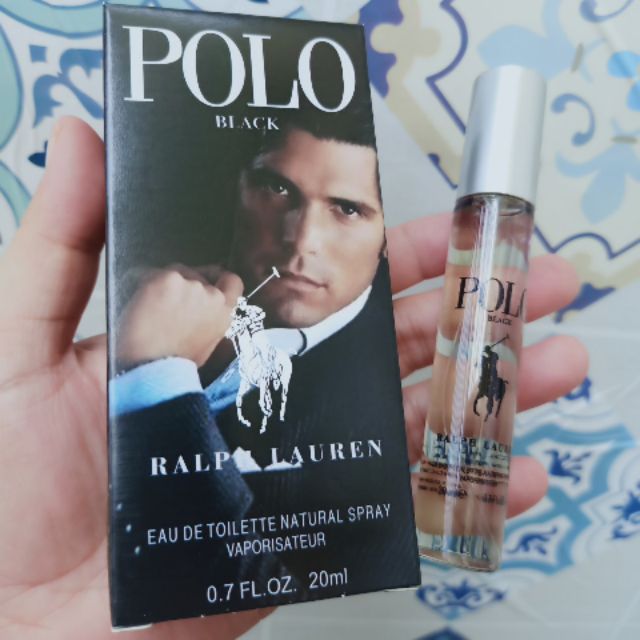 POLO
BLACK
RALPH LAUREN
EAU DE TOILETTE NATURAL SPRAY
VAPORISATEUR
0.7 FL.OZ. 20ml
POLO
BLACK